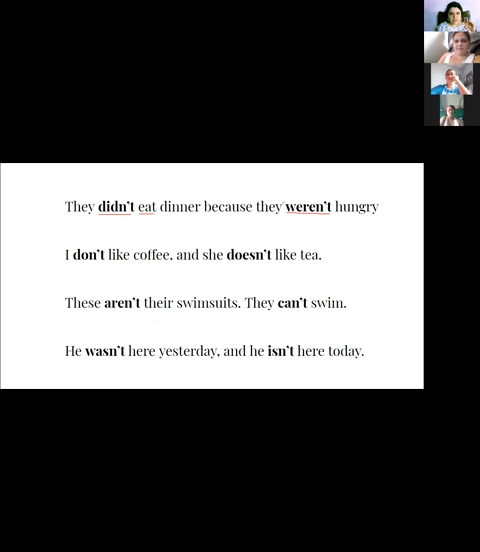 They didn't eat dinner because they weren't hungry
I don't like coffee, and she doesn't like tea.
These aren't their swimsuits. They can't swim.
He wasn't here yesterday, and he isn't here today.